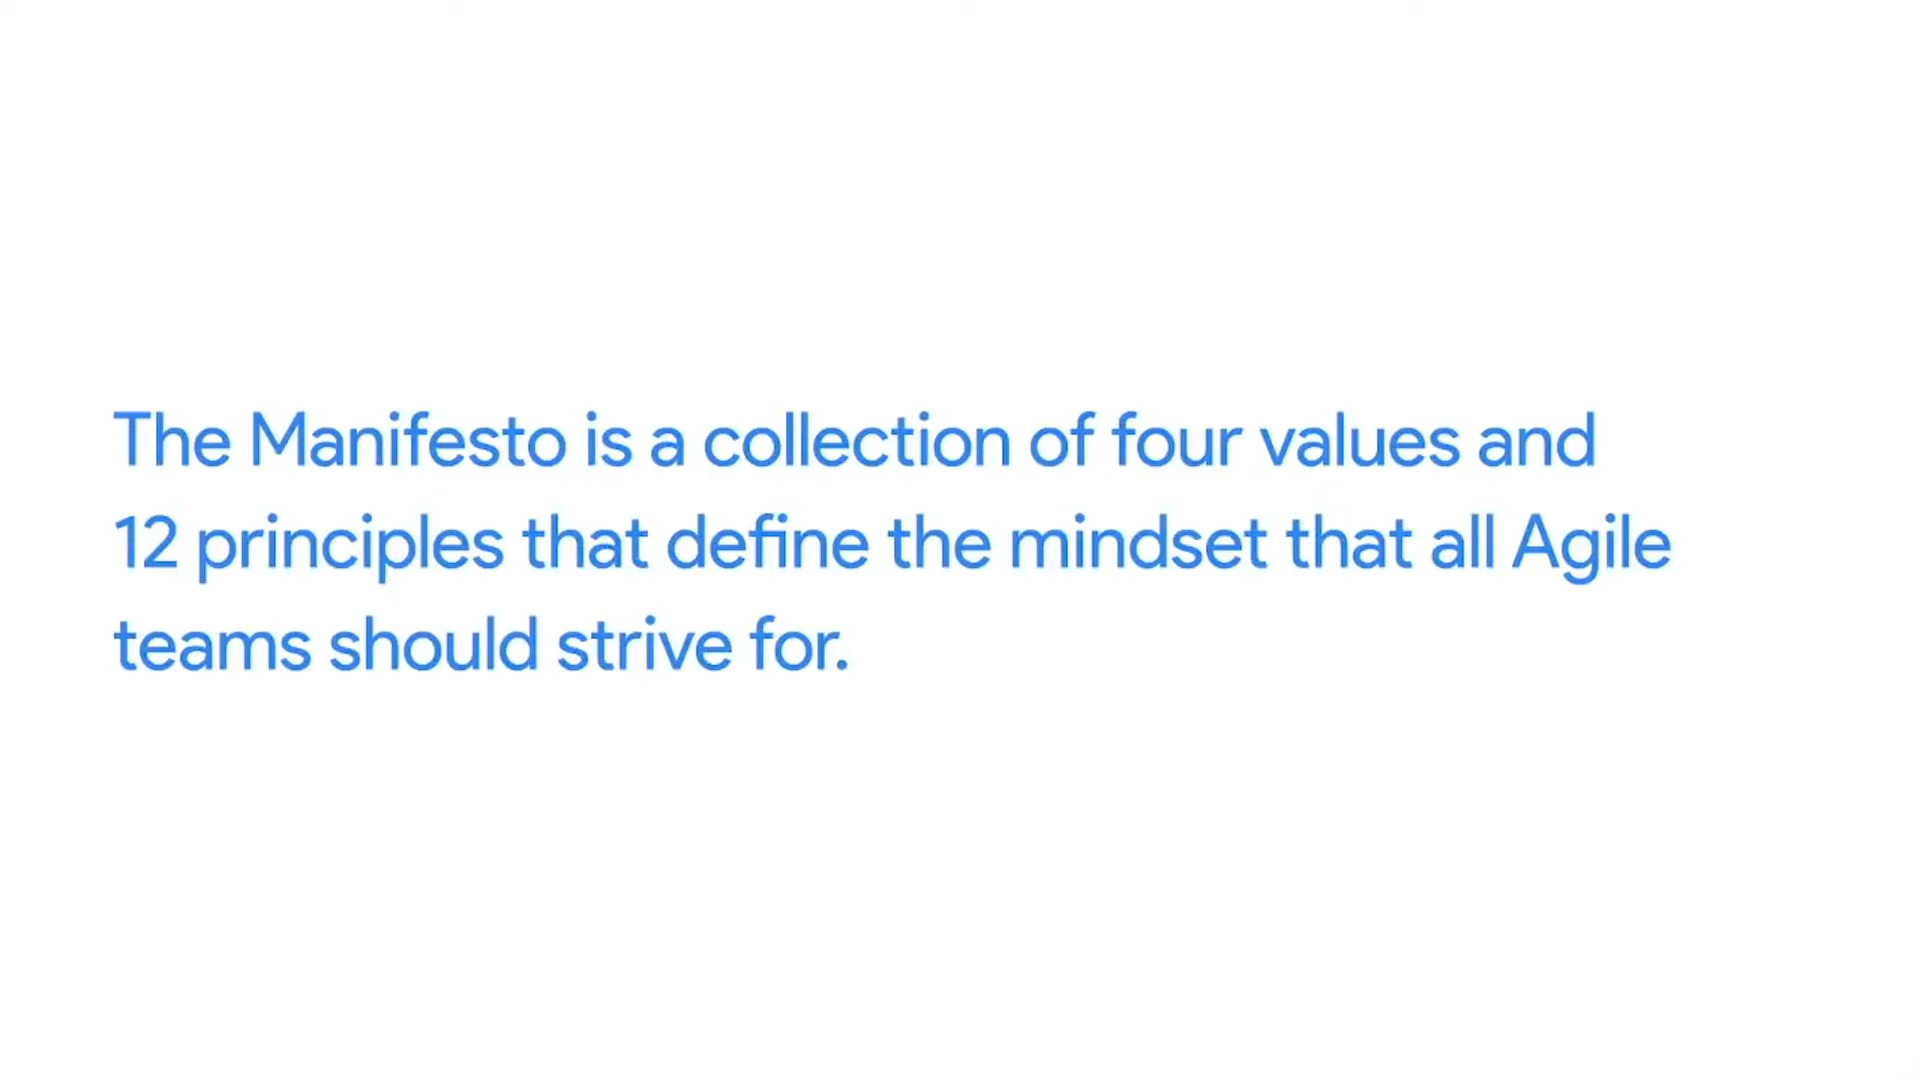 The Manifesto is a collection of four values and
12 principles that define the mindset that all Agile
teams should strive for.